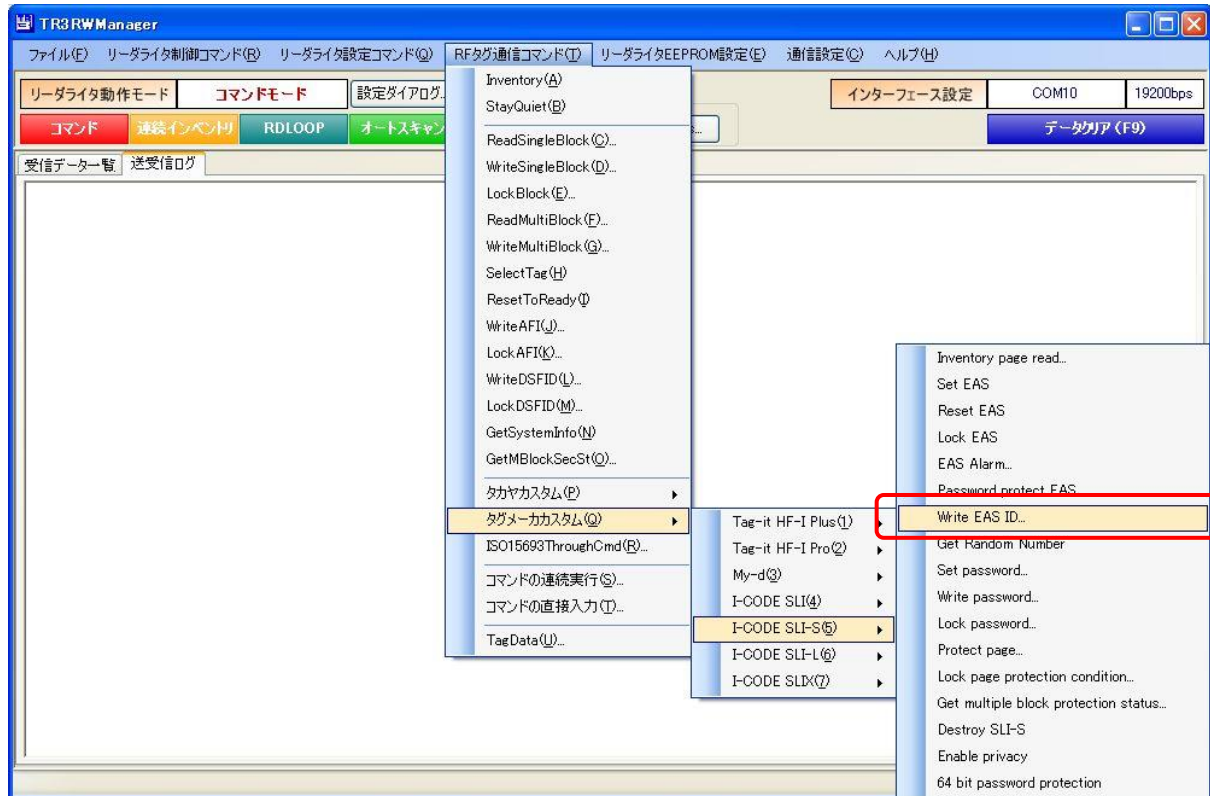 TR3RWManager
ファイル(F) リーダライタ制御コマンド(R) リーダライタ設定コマンド(Q) RFタグ通信コマンド(T) リーダライタEEPROM設定(E) 通信設定(C) ヘルプ(H)
リーダライタ動作モード コマンドモード 設定ダイアログ... インターフェース設定 COM10 19200bps
コマンド 連続インベントリ RDLOOP オートスキャン データクリア (F9)
受信データ一覧 送受信ログ
Inventory(A)
StayQuiet(B)
ReadSingleBlock(C)...
WriteSingleBlock(D)...
LockBlock(E)...
ReadMultiBlock(F)...
WriteMultiBlock(G)...
SelectTag(H)
ResetToReady(I)
WriteAFI(J)...
LockAFI(K)...
WriteDSFID(L)...
LockDSFID(M)...
GetSystemInfo(N)
GetMBlockSecSt(O)...
タカヤカスタム(P)
タグメーカカスタム(Q)
ISO15693ThroughCmd(R)...
コマンドの連続実行(S)...
コマンドの直接入力(T)...
TagData(U)...
Tag-it HF-I Plus(1)
Tag-it HF-I Pro(2)
My-d(3)
I-CODE SLI(4)
I-CODE SLI-S(5)
I-CODE SLI-L(6)
I-CODE SLIX(7)
Inventory page read...
Set EAS
Reset EAS
Lock EAS
EAS Alarm...
Password protect EAS
Write EAS ID...
Get Random Number
Set password...
Write password...
Lock password...
Protect page...
Lock page protection condition...
Get multiple block protection status...
Destroy SLI-S
Enable privacy
64 bit password protection